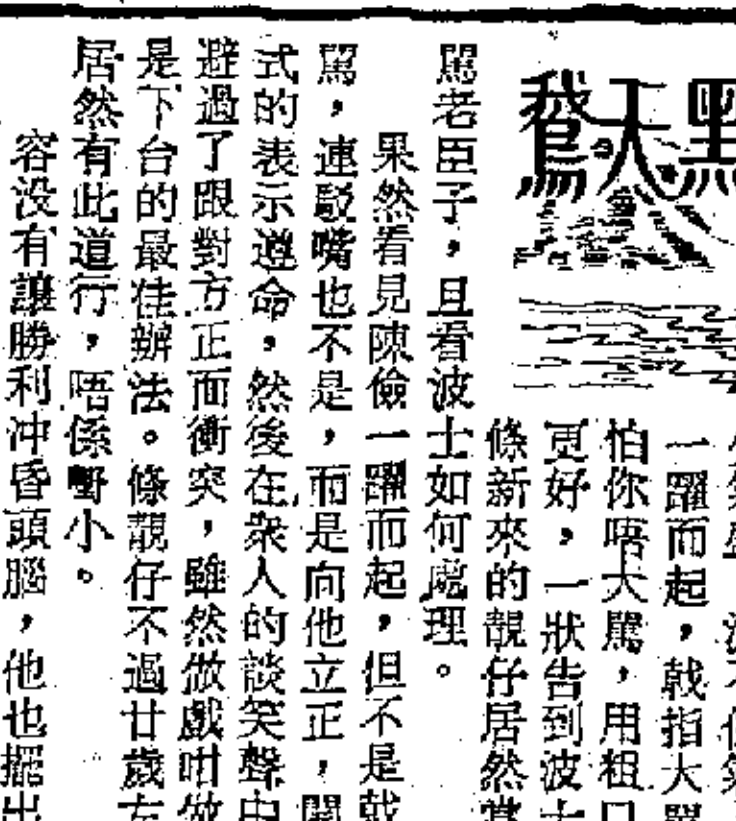 黑天鵞
一躍而起,戟指大罵
怕你唔大罵,用粗口
更好,一狀告到波士
條新來的靚仔居然當
罵老臣子,且看波士如何處理。
果然看見陳儉一躍而起,但不是戟
罵,連駁嘴也不是,而是向他立正,開
式的表示遵命,然後在衆人的談笑聲中
避過了跟對方正面衝突,雖然做戲咁做
是下台的最佳辦法。條靚仔不過廿歲左
居然有此道行,唔係嘢小。
容没有讓勝利冲昏頭腦,他也擺出